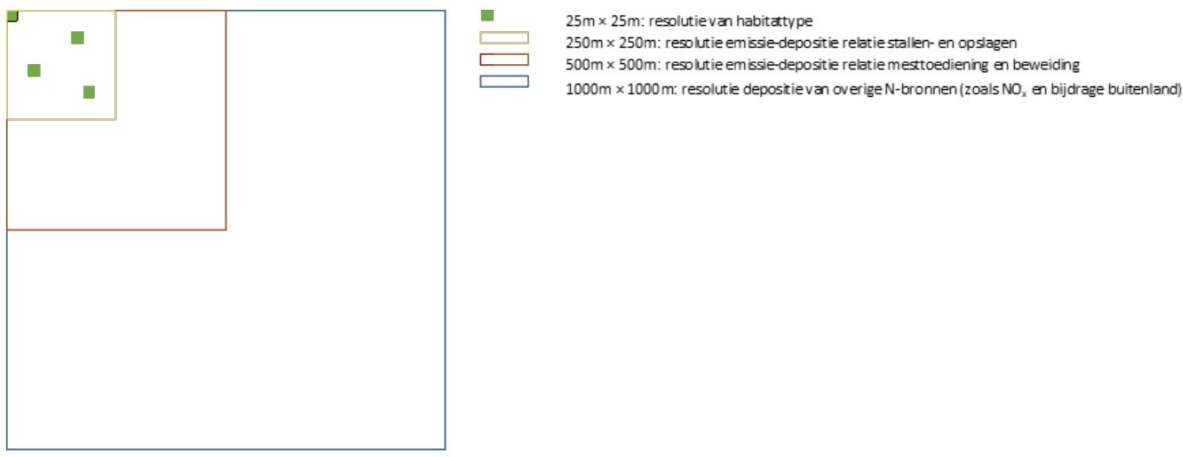 25m × 25m: resolutie van habitattype
250m × 250m: resolutie emissie-depositie relatie stallen- en opslagen
500m × 500m: resolutie emissie-depositie relatie mesttoediening en beweiding
1000m × 1000m: resolutie depositie van overige N-bronnen (zoals NOₓ en bijdrage buitenland)